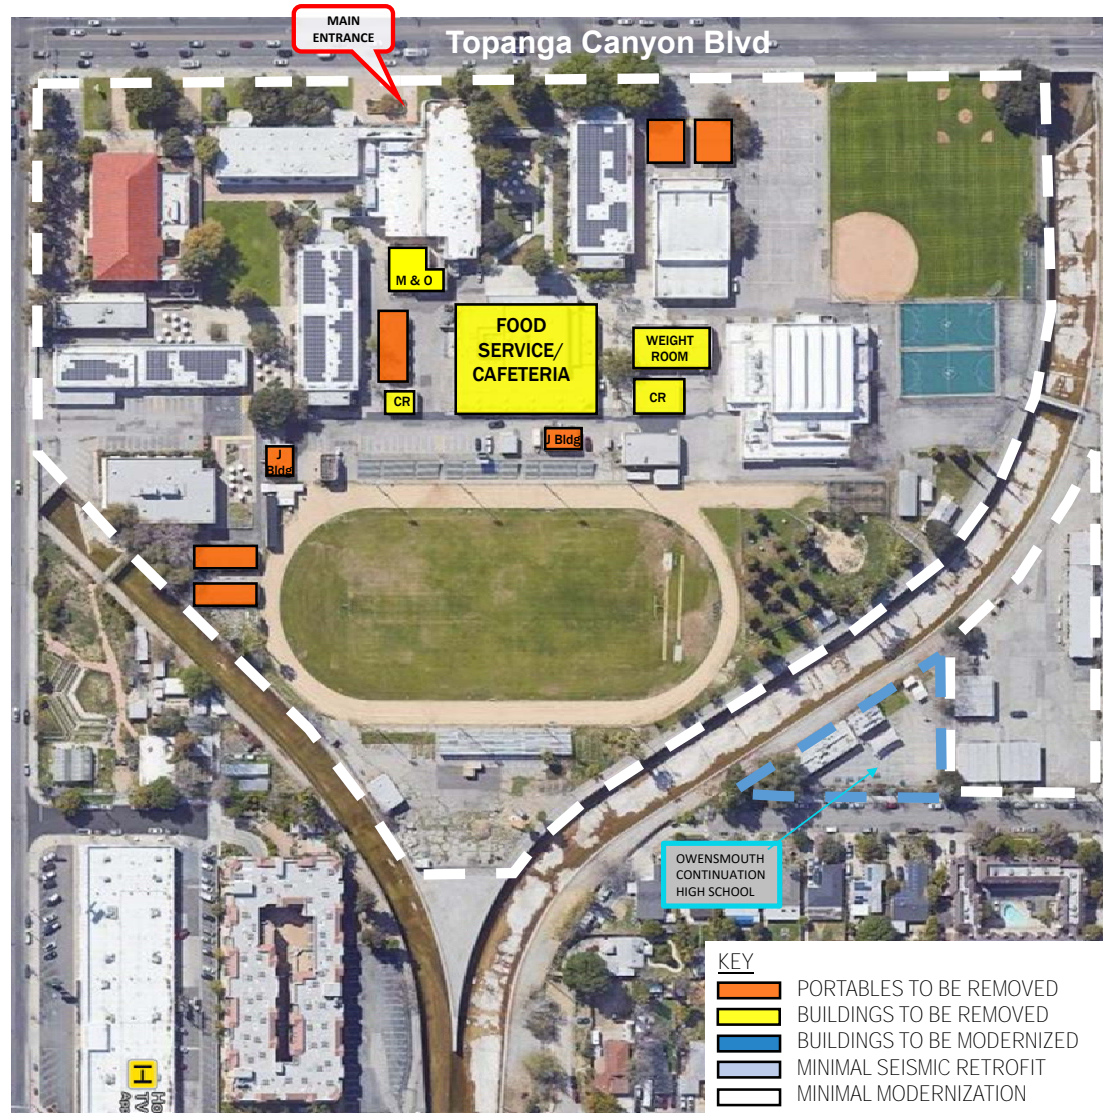 MAIN
ENTRANCE
Topanga Canyon Blvd
M & O
FOOD
SERVICE/
CAFETERIA
WEIGHT
ROOM
CR
CR
J Bldg
J
Bldg
OWENSMOUTH
CONTINUATION
HIGH SCHOOL
KEY
PORTABLES TO BE REMOVED
BUILDINGS TO BE REMOVED
BUILDINGS TO BE MODERNIZED
MINIMAL SEISMIC RETROFIT
MINIMAL MODERNIZATION
H